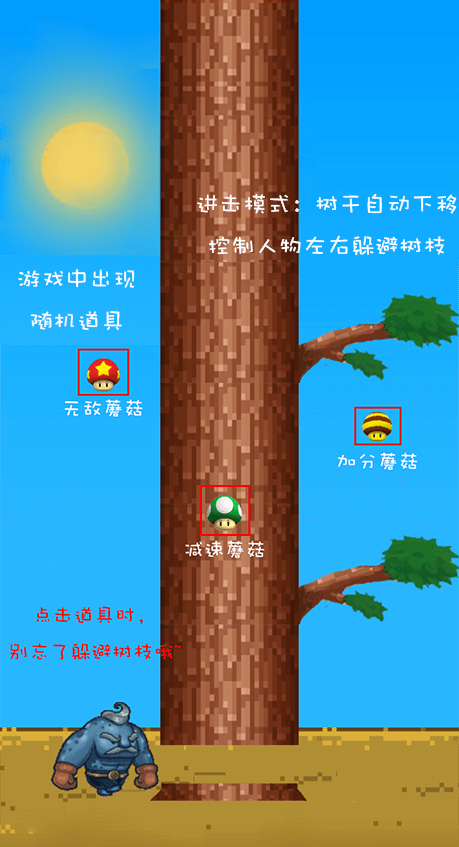 进击模式：树干自动下移
控制人物左右躲避树枝
游戏中出现
随机道具
无敌蘑菇
加分蘑菇
减速蘑菇
点击道具时，
别忘了躲避树枝哦~